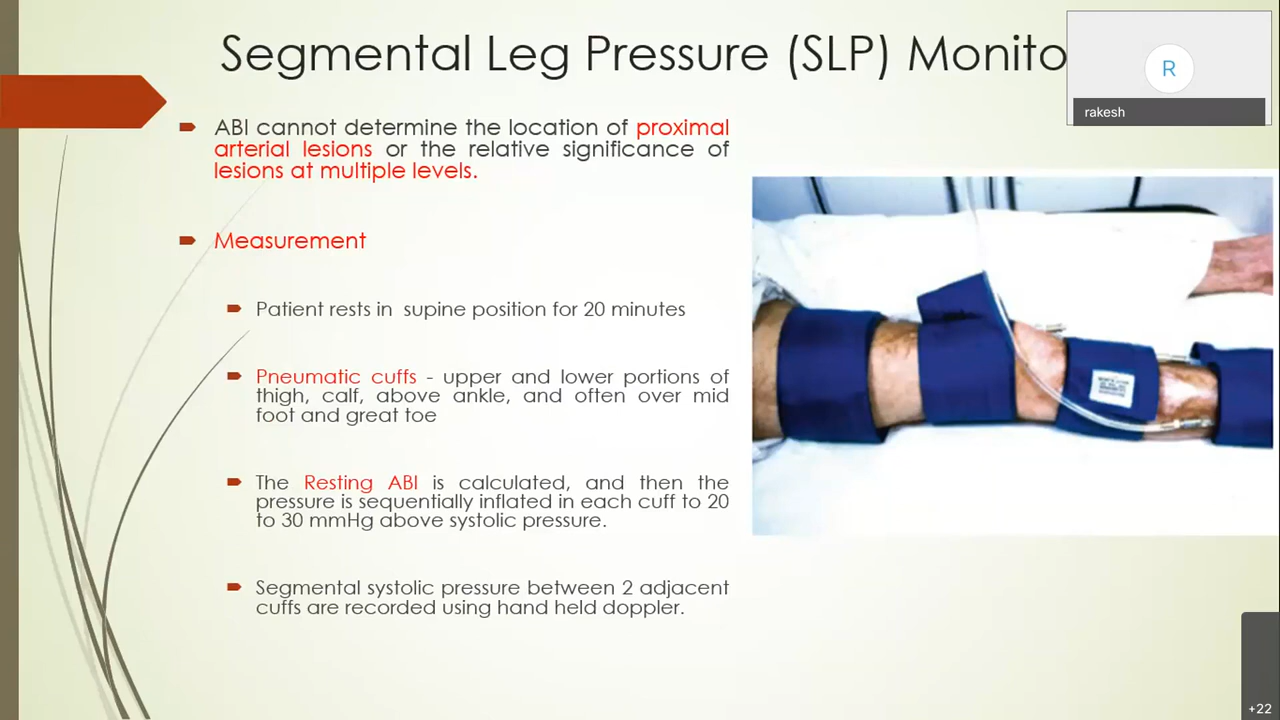 Segmental Leg Pressure (SLP) Monito
R
rakesh
ABI cannot determine the location of proximal
arterial lesions or the relative significance of
lesions at multiple levels.
Measurement
Patient rests in supine position for 20 minutes
Pneumatic cuffs - upper and lower portions of
thigh, calf, above ankle, and often over mid
foot and great toe
The Resting ABI is calculated, and then the
pressure is sequentially inflated in each cuff to 20
to 30 mmHg above systolic pressure.
Segmental systolic pressure between 2 adjacent
cuffs are recorded using hand held doppler.
+22